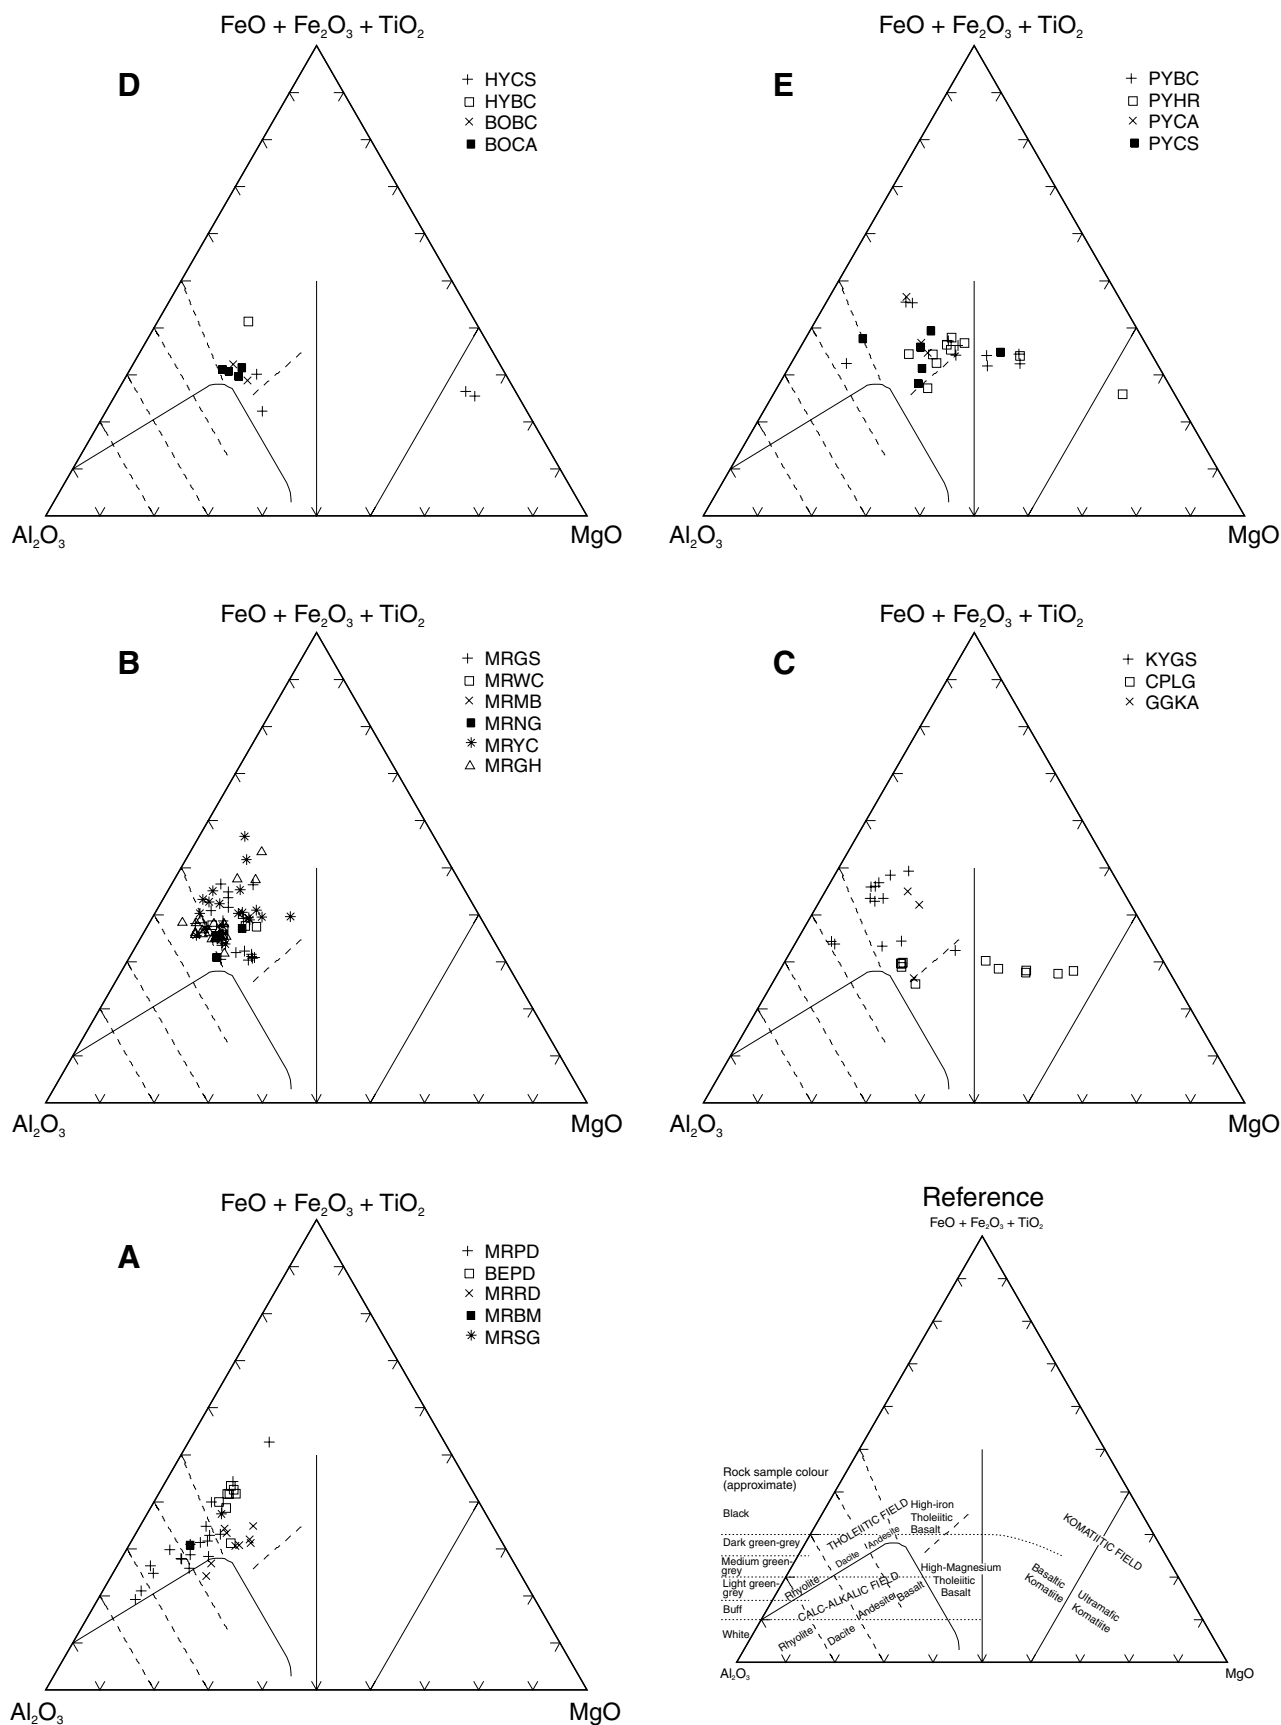 FeO + Fe₂O₃ + TiO₂
D
HYCS
HYBC
BOBC
BOCA
Al₂O₃
MgO
FeO + Fe₂O₃ + TiO₂
E
PYBC
PYHR
PYCA
PYCS
Al₂O₃
MgO
FeO + Fe₂O₃ + TiO₂
B
MRGS
MRWC
MRMB
MRNG
MRYC
MRGH
Al₂O₃
MgO
FeO + Fe₂O₃ + TiO₂
C
KYGS
CPLG
GGKA
Al₂O₃
MgO
FeO + Fe₂O₃ + TiO₂
A
MRPD
BEPD
MRRD
MRBM
MRSG
Al₂O₃
MgO
Reference
FeO + Fe₂O₃ + TiO₂
Rock sample colour
(approximate)
Black
Dark green-grey
Medium green-
grey
Light green-
grey
Buff
White
THOLEIITIC FIELD
Rhyolite
Dacite
Andesite
High-iron
Tholeiitic
Basalt
CALC-ALKALIC FIELD
Rhyolite
Dacite
Andesite
Basalt
High-Magnesium
Tholeiitic
Basalt
KOMATIITIC FIELD
Basaltic
Komatiite
Ultramafic
Komatiite
Al₂O₃
MgO